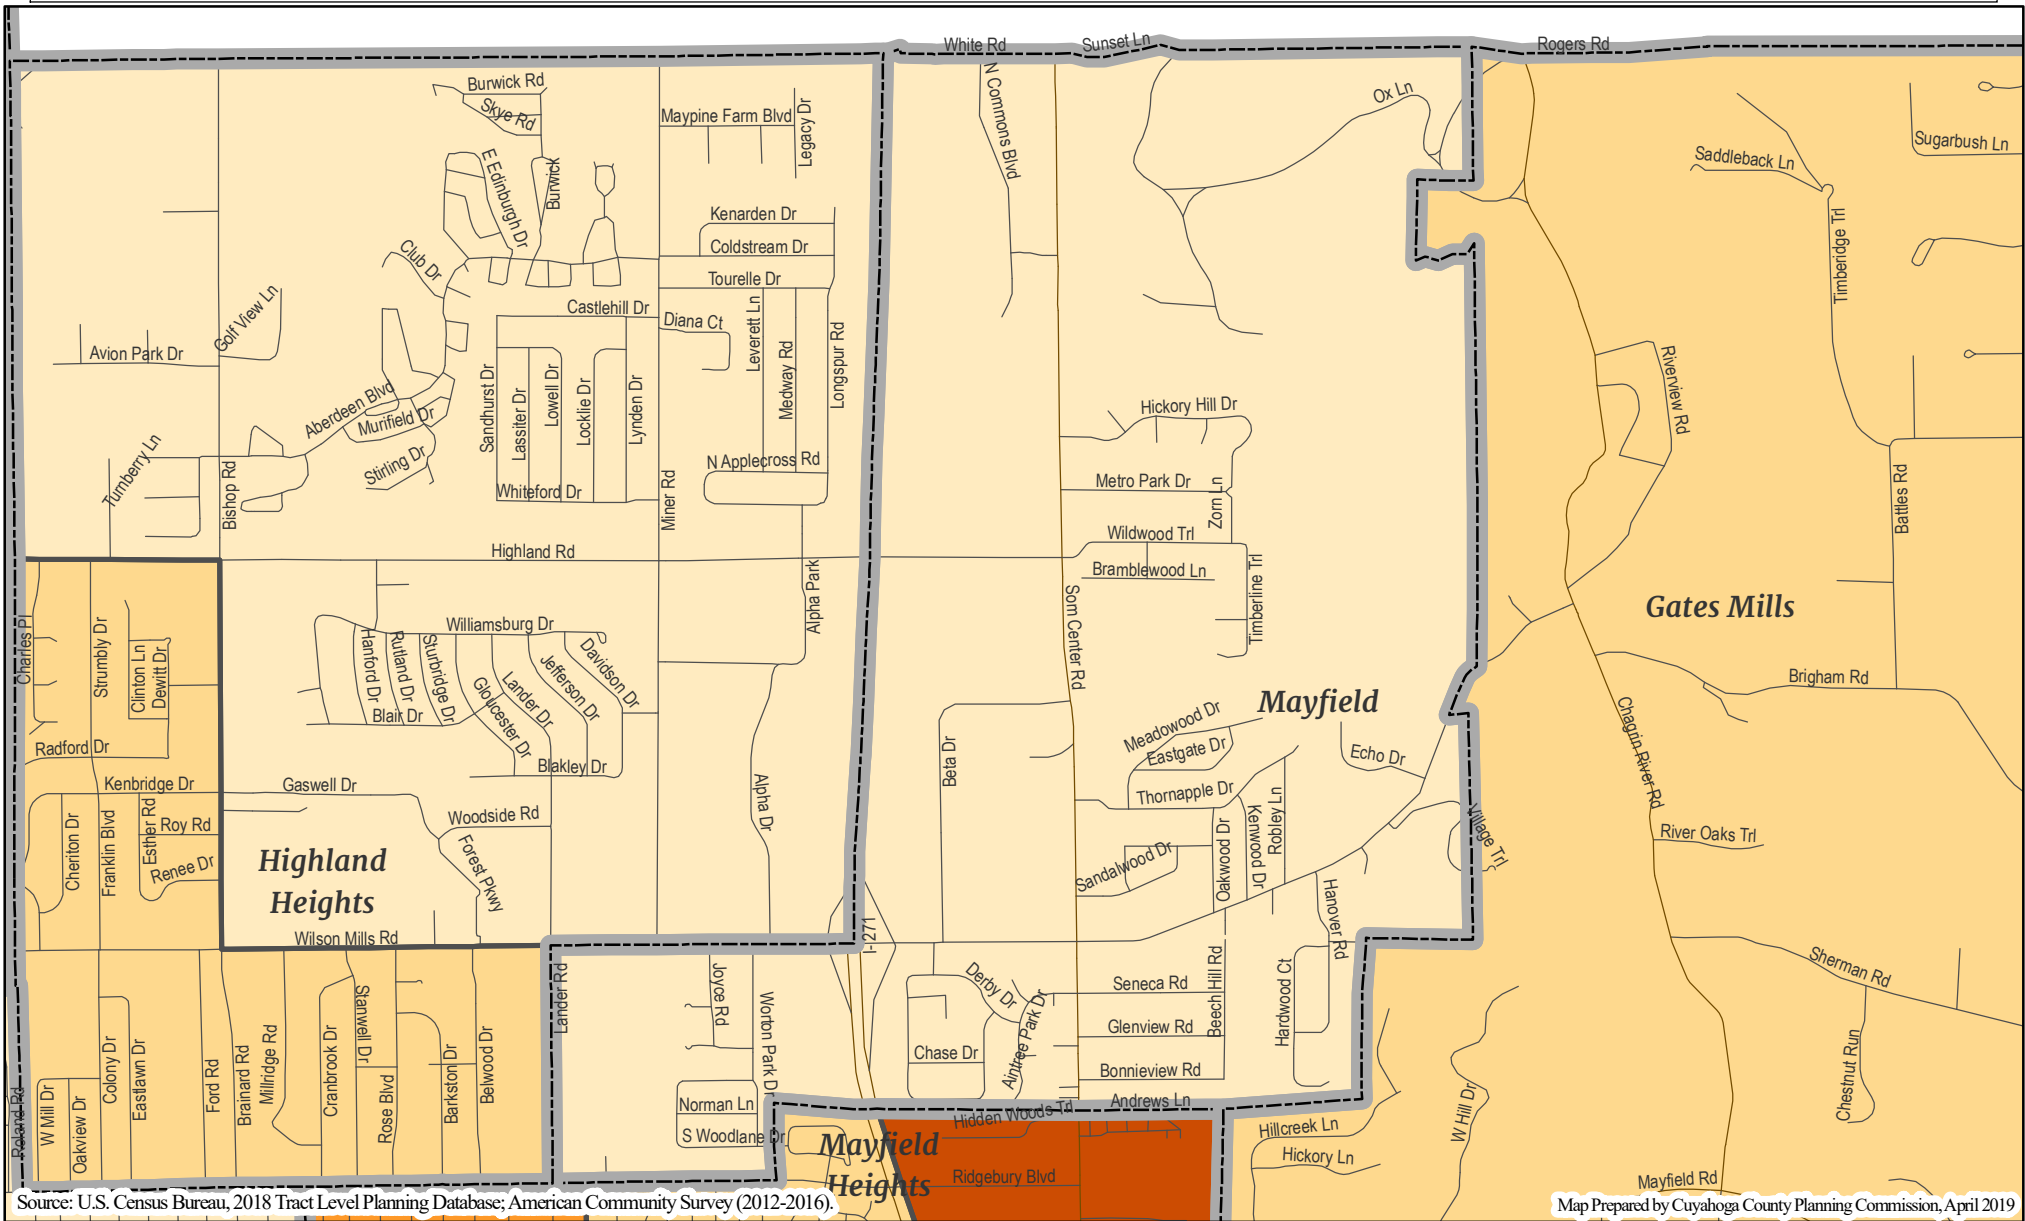 White Rd
Sunset Ln
Rogers Rd
Burwick Rd
Skye Rd
Maypine Farm Blvd
Legacy Dr
N Commons Blvd
Ox Ln
Sugarbush Ln
Saddleback Ln
E Edinburgh Dr
Burwick
Kenarden Dr
Coldstream Dr
Timberidge Trl
Club Dr
Tourelle Dr
Golf View Ln
Castlehill Dr
Diana Ct
Leverett Ln
Medway Rd
Longspur Rd
Avion Park Dr
Riverview Rd
Sandhurst Dr
Lassiter Dr
Lowell Dr
Locklie Dr
Lynden Dr
Aberdeen Blvd
Murifield Dr
Hickory Hill Dr
Stirling Dr
Turnberry Ln
Bishop Rd
N Applecross Rd
Whiteford Dr
Miner Rd
Metro Park Dr
Zorn Ln
Battles Rd
Wildwood Trl
Highland Rd
Bramblewood Ln
Timberline Trl
Alpha Park
Som Center Rd
Gates Mills
Charles Pl
Strumbly Dr
Clinton Ln
Dewitt Dr
Williamsburg Dr
Hanford Dr
Rutland Dr
Sturbridge Dr
Gloucester Dr
Lander Dr
Jefferson Dr
Davidson Dr
Blair Dr
Brigham Rd
Mayfield
Chagrin River Rd
Radford Dr
Meadowood Dr
Eastgate Dr
Echo Dr
Beta Dr
Blakley Dr
Kenbridge Dr
Gaswell Dr
Alpha Dr
Thornapple Dr
Cheriton Dr
Franklin Blvd
Esther Rd
Roy Rd
Renee Dr
Woodside Rd
Forest Pkwy
Kenwood Dr
Robley Ln
Oakwood Dr
Sandalwood Dr
Village Trl
River Oaks Trl
Highland
Heights
Hanover Rd
Wilson Mills Rd
I-271
Sherman Rd
Lander Rd
Joyce Rd
Worton Park Dr
Derby Dr
Aintree Park Dr
Seneca Rd
Beech Hill Rd
Hardwood Ct
Stanwell Dr
Glenview Rd
Chase Dr
Bonnieview Rd
Colony Dr
Eastlawn Dr
Ford Rd
Brainard Rd
Millridge Rd
Cranbrook Dr
Rose Blvd
Barkston Dr
Belwood Dr
Roland Rd
W Mill Dr
Oakview Dr
Norman Ln
S Woodlane Dr
Andrews Ln
Hidden Woods Trl
Hillcreek Ln
Hickory Ln
W Hill Dr
Chestnut Run
Mayfield
Heights
Ridgebury Blvd
Mayfield Rd
Source: U.S. Census Bureau, 2018 Tract Level Planning Database; American Community Survey (2012-2016).
Map Prepared by Cuyahoga County Planning Commission, April 2019